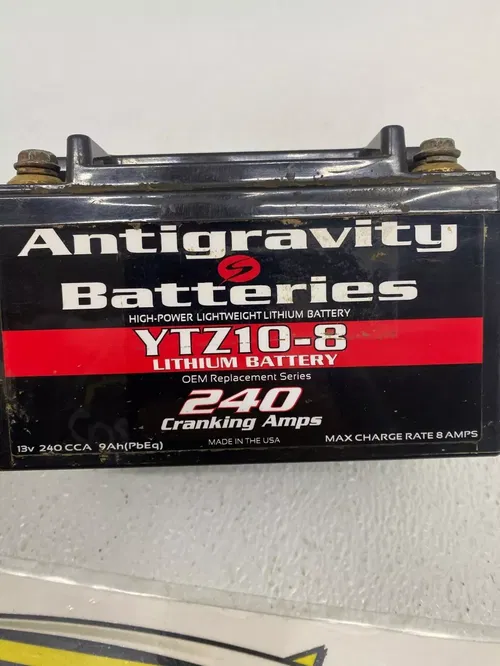 Antigravity
Batteries
HIGH-POWER LIGHTWEIGHT LITHIUM BATTERY
YTZ10-8
LITHIUM BATTERY
OEM Replacement Series
240
Cranking Amps
13v 240 CCA 9Ah(PbEq)
MADE IN THE USA
MAX CHARGE RATE 8 AMPS